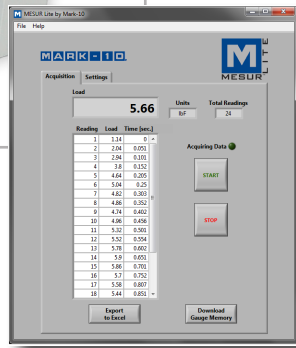 MESUR Lite by Mark-10
File Help
MARK-10
M
MESUR LITE
Acquisition Settings
Load
5.66
Units
lbF
Total Readings
24
Reading Load Time (sec.)
1 1.14 0
2 2.04 0.051
3 2.94 0.101
4 3.8 0.152
5 4.64 0.205
6 5.04 0.25
7 4.82 0.303
8 4.86 0.352
9 4.74 0.402
10 4.96 0.456
11 5.32 0.501
12 5.52 0.554
13 5.78 0.602
14 5.9 0.651
15 5.86 0.701
16 5.7 0.752
17 5.58 0.807
18 5.44 0.851
Acquiring Data
START
STOP
Export
to Excel
Download
Gauge Memory